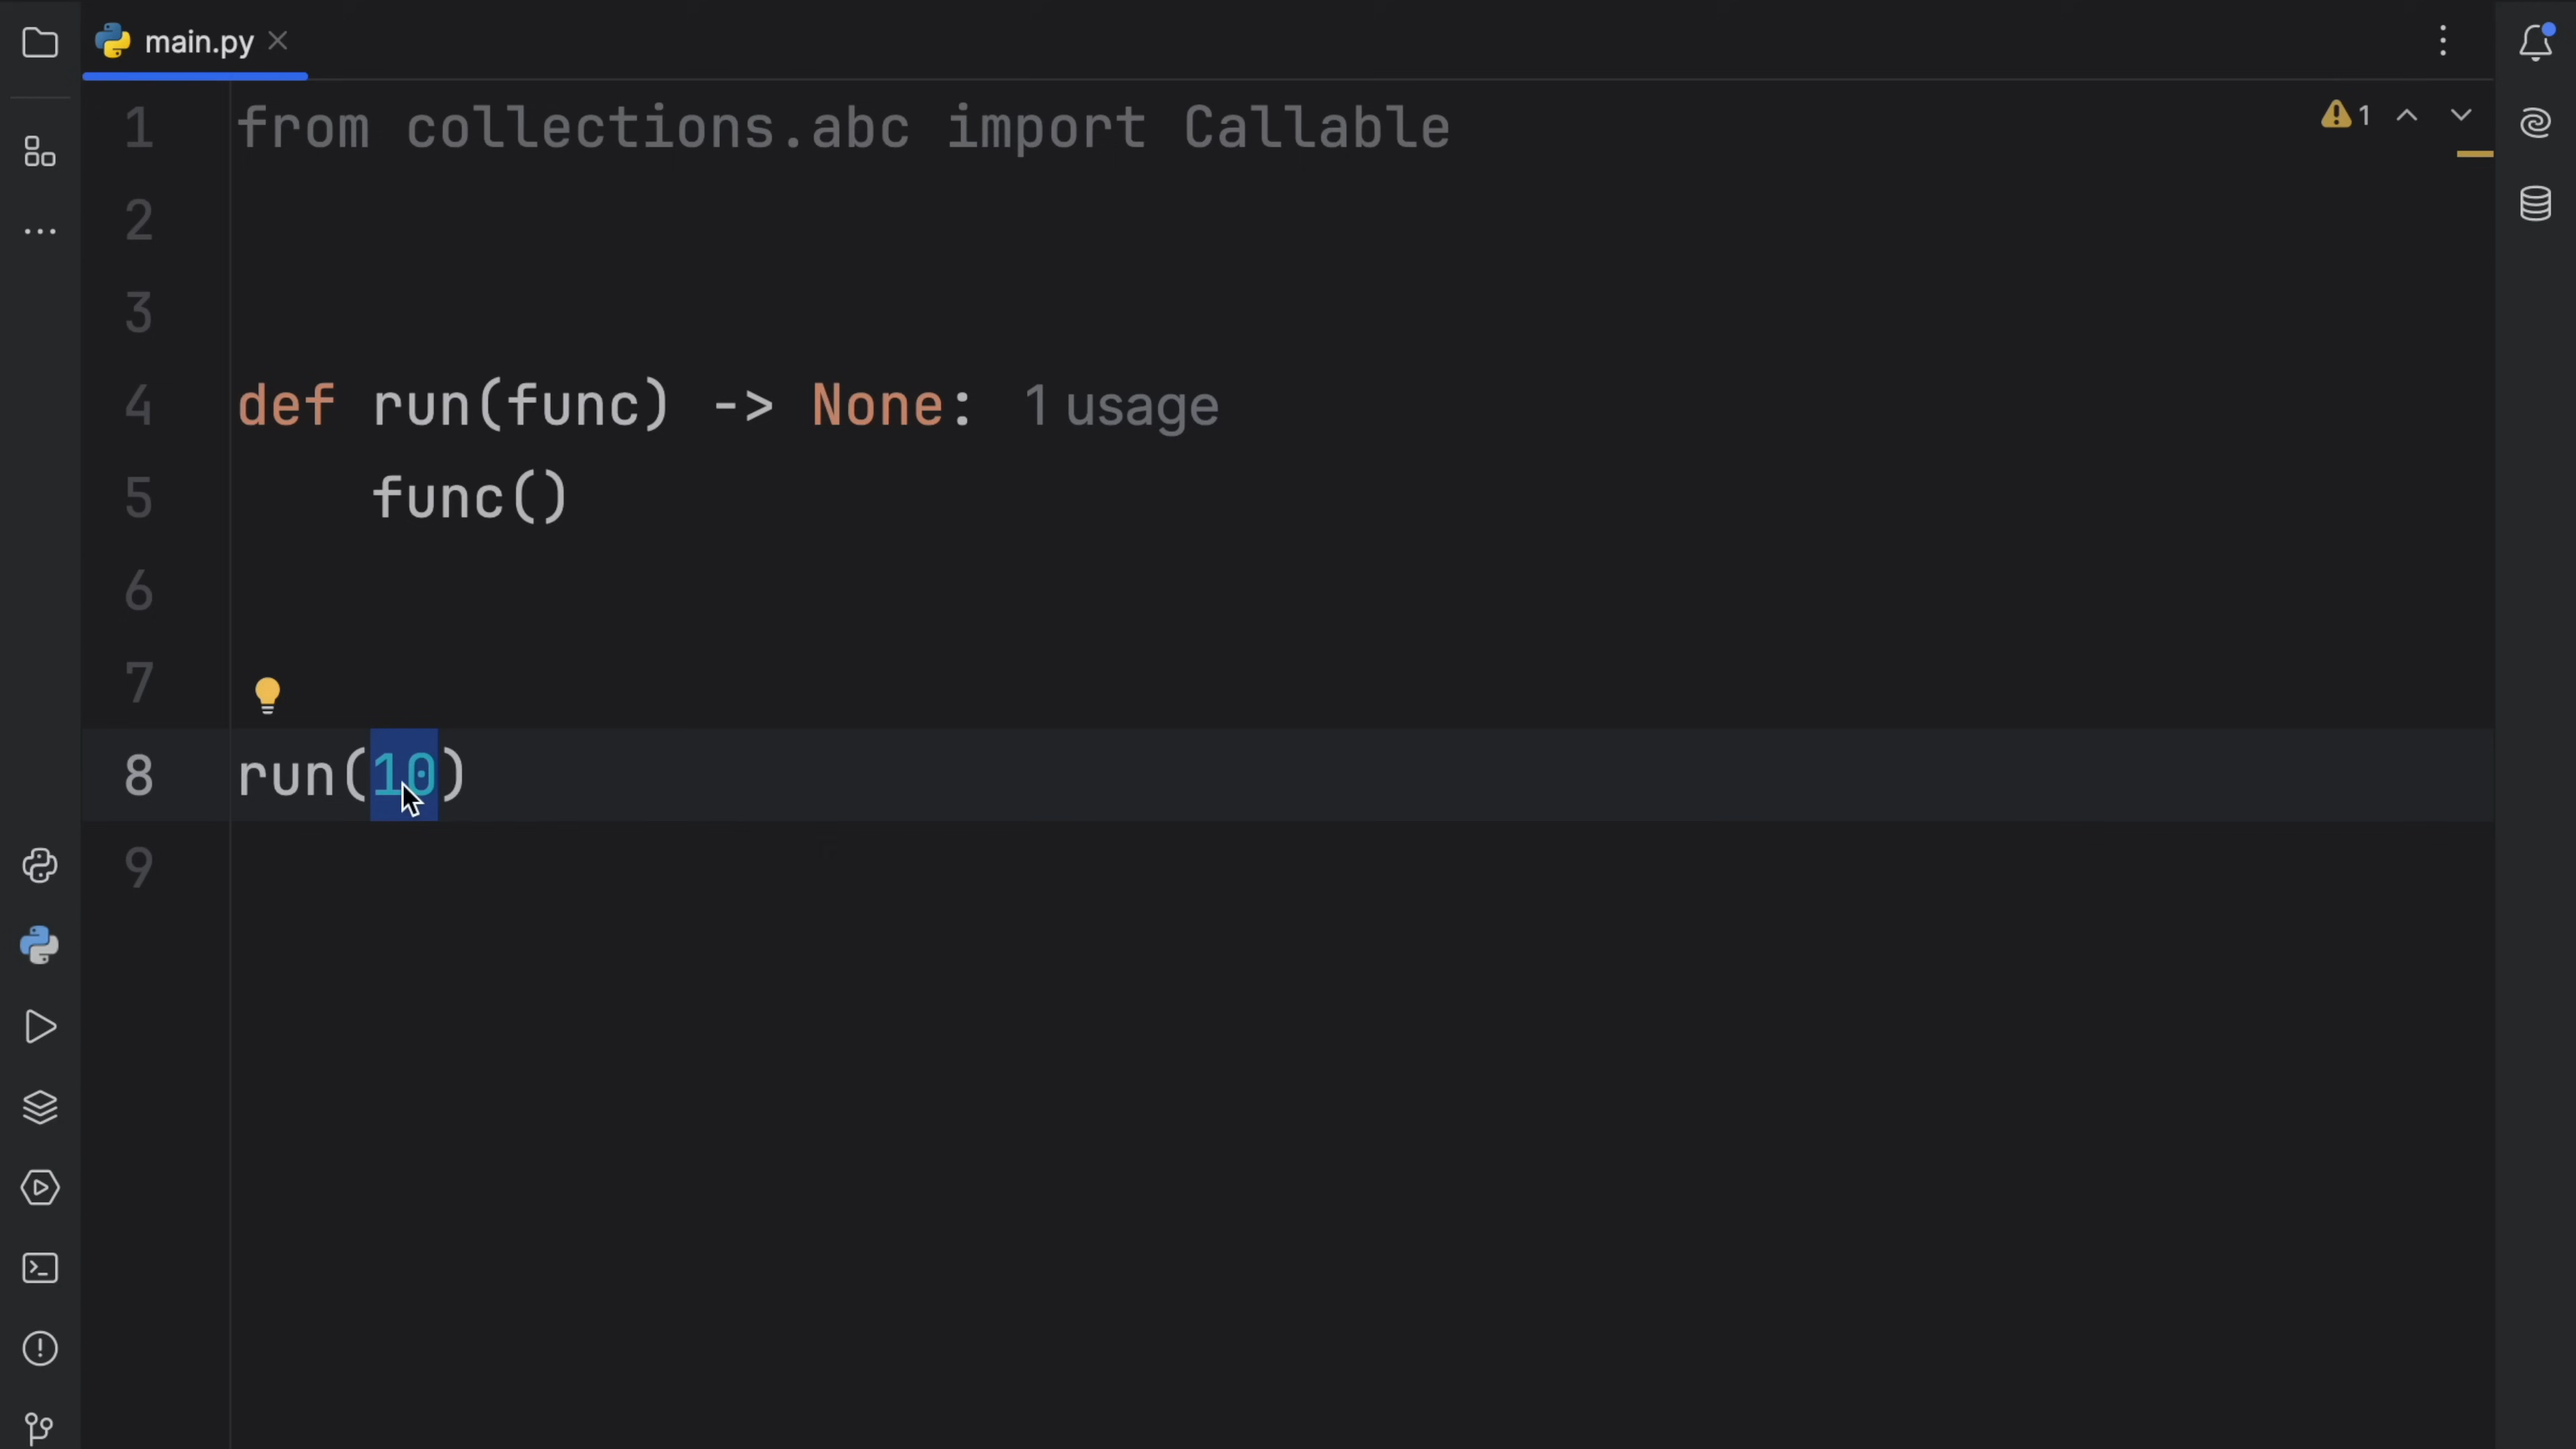 main.py
1 from collections.abc import Callable
1
2
3
4 def run(func) -> None: 1 usage
5     func()
6
7
8 run(10)
9